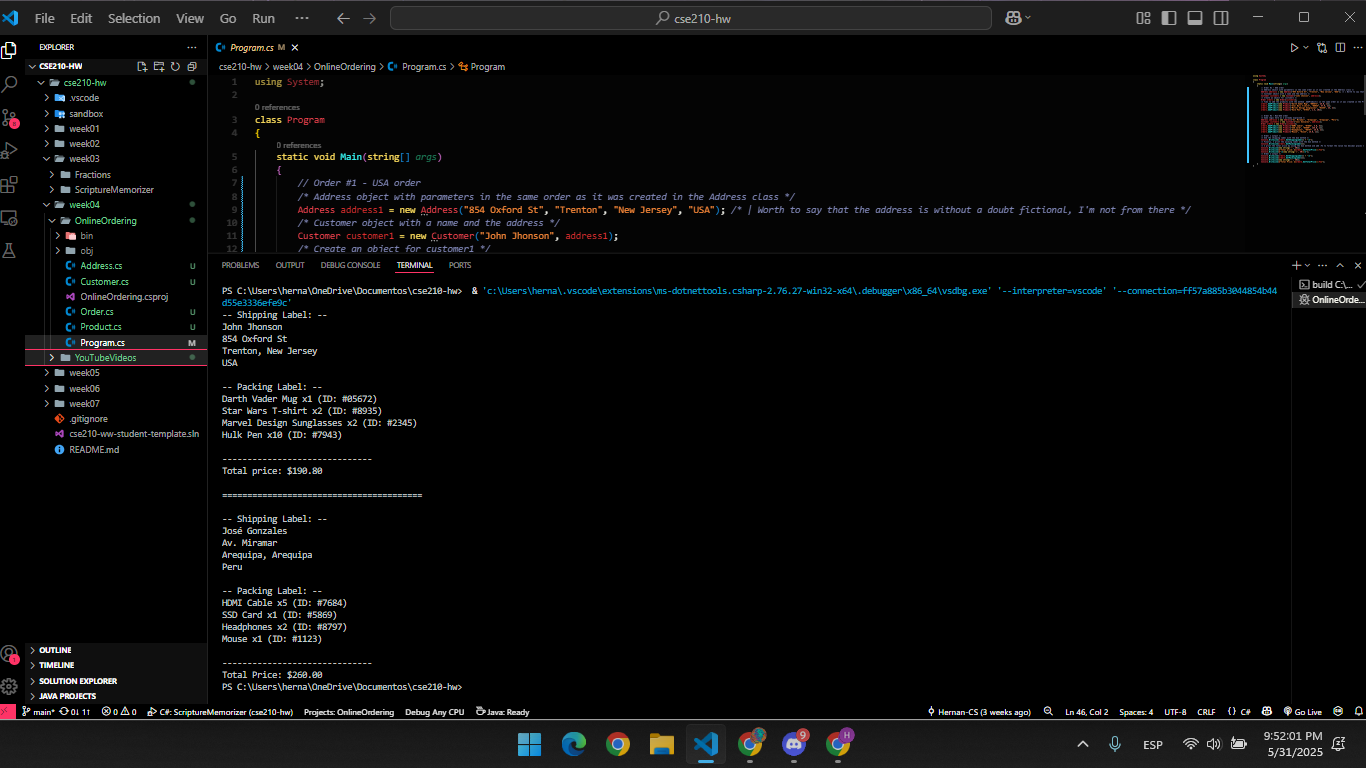 File Edit Selection View Go Run ··· cse210-hw
EXPLORER ···
CSE210-HW
cse210-hw
.vscode
sandbox
week01
week02
week03
Fractions
ScriptureMemorizer
week04
OnlineOrdering
bin
obj
Address.cs U
Customer.cs U
OnlineOrdering.csproj
Order.cs U
Product.cs U
Program.cs M
YouTubeVideos
week05
week06
week07
.gitignore
cse210-ww-student-template.sln
README.md
OUTLINE
TIMELINE
SOLUTION EXPLORER
JAVA PROJECTS
Program.cs M
cse210-hw > week04 > OnlineOrdering > Program.cs > Program
1 using System;
2
0 references
3 class Program
4 {
0 references
5 static void Main(string[] args)
6 {
7 // Order #1 - USA order
8 /* Address object with parameters in the same order as it was created in the Address class */
9 Address address1 = new Address("854 Oxford St", "Trenton", "New Jersey", "USA"); /* | Worth to say that the address is without a doubt fictional, I'm not from there */
10 /* Customer object with a name and the address */
11 Customer customer1 = new Customer("John Jhonson", address1);
12 /* Create an object for customer1 */
PROBLEMS OUTPUT DEBUG CONSOLE TERMINAL PORTS
PS C:\Users\herna\OneDrive\Documentos\cse210-hw> & 'c:\Users\herna\.vscode\extensions\ms-dotnettools.csharp-2.76.27-win32-x64\.debugger\x86_64\vsdbg.exe' '--interpreter=vscode' '--connection=ff57a885b3044854b44
d55e3336efe9c'
-- Shipping Label: --
John Jhonson
854 Oxford St
Trenton, New Jersey
USA
-- Packing Label: --
Darth Vader Mug x1 (ID: #05672)
Star Wars T-shirt x2 (ID: #8935)
Marvel Design Sunglasses x2 (ID: #2345)
Hulk Pen x10 (ID: #7943)
------------------------------
Total price: $190.80
========================================
-- Shipping Label: --
José Gonzales
Av. Miramar
Arequipa, Arequipa
Peru
-- Packing Label: --
HDMI Cable x5 (ID: #7684)
SSD Card x1 (ID: #5869)
Headphones x2 (ID: #8797)
Mouse x1 (ID: #1123)
------------------------------
Total Price: $260.00
PS C:\Users\herna\OneDrive\Documentos\cse210-hw>
build C:\...
OnlineOrde...
main* 0↓ 1↑ 0 0 C#: ScriptureMemorizer (cse210-hw) Projects: OnlineOrdering Debug Any CPU Java: Ready Hernan-CS (3 weeks ago) Ln 46, Col 2 Spaces: 4 UTF-8 CRLF {} C# Go Live
9 H ESP 9:52:01 PM
5/31/2025